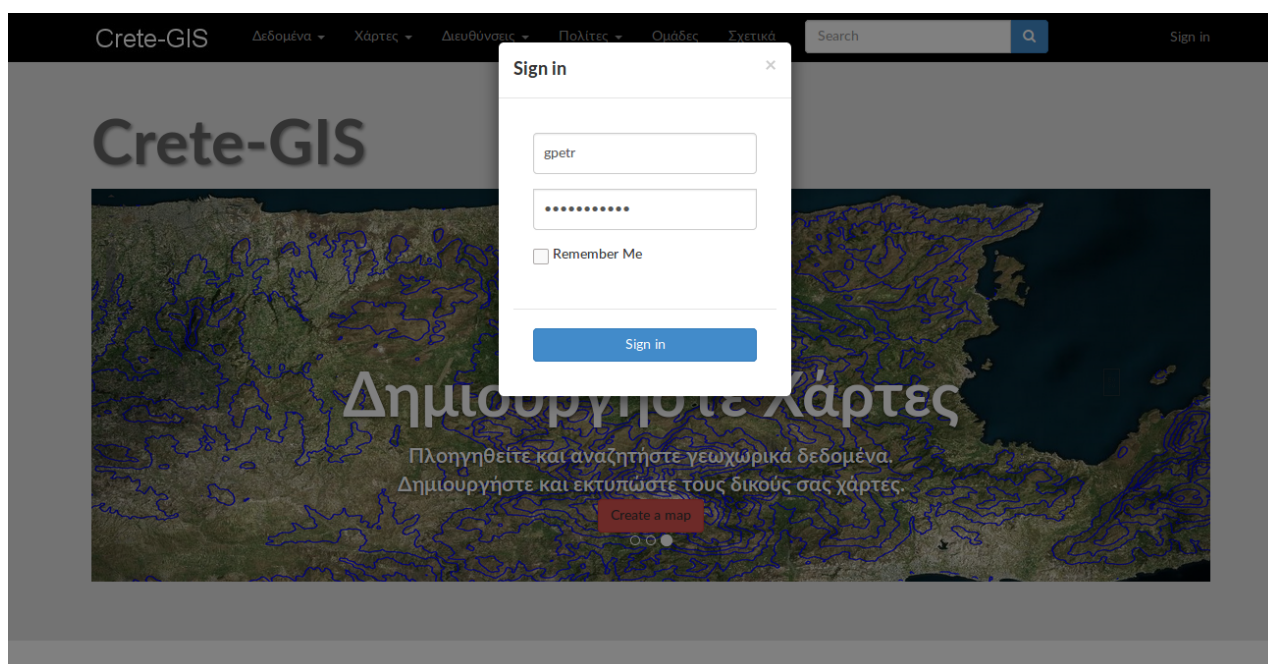 Crete-GIS Δεδομένα Χάρτες Διευθύνσεις Πολίτες Ομάδες Σχετικά Search Sign in
Sign in ×
Crete-GIS
gpetr
•••••••••••
Remember Me
Sign in
Δημιουργήστε Χάρτες
Πλοηγηθείτε και αναζητήστε γεωχωρικά δεδομένα.
Δημιουργήστε και εκτυπώστε τους δικούς σας χάρτες.
Create a map